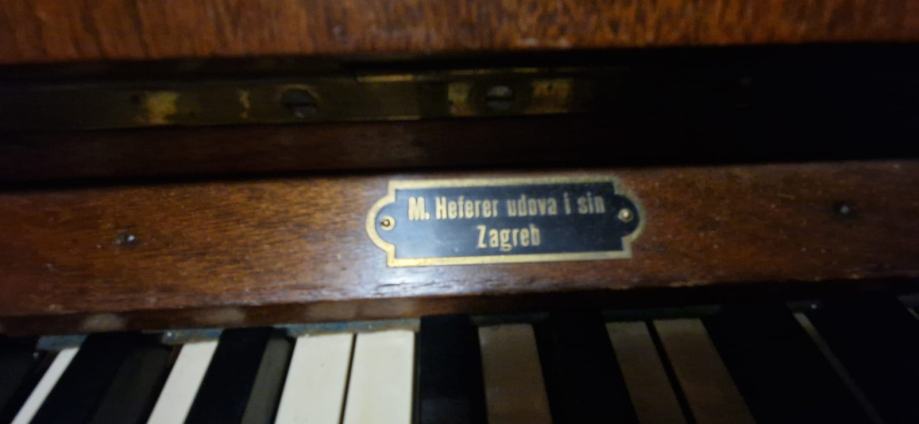 M. Heferer udova i sin
Zagreb